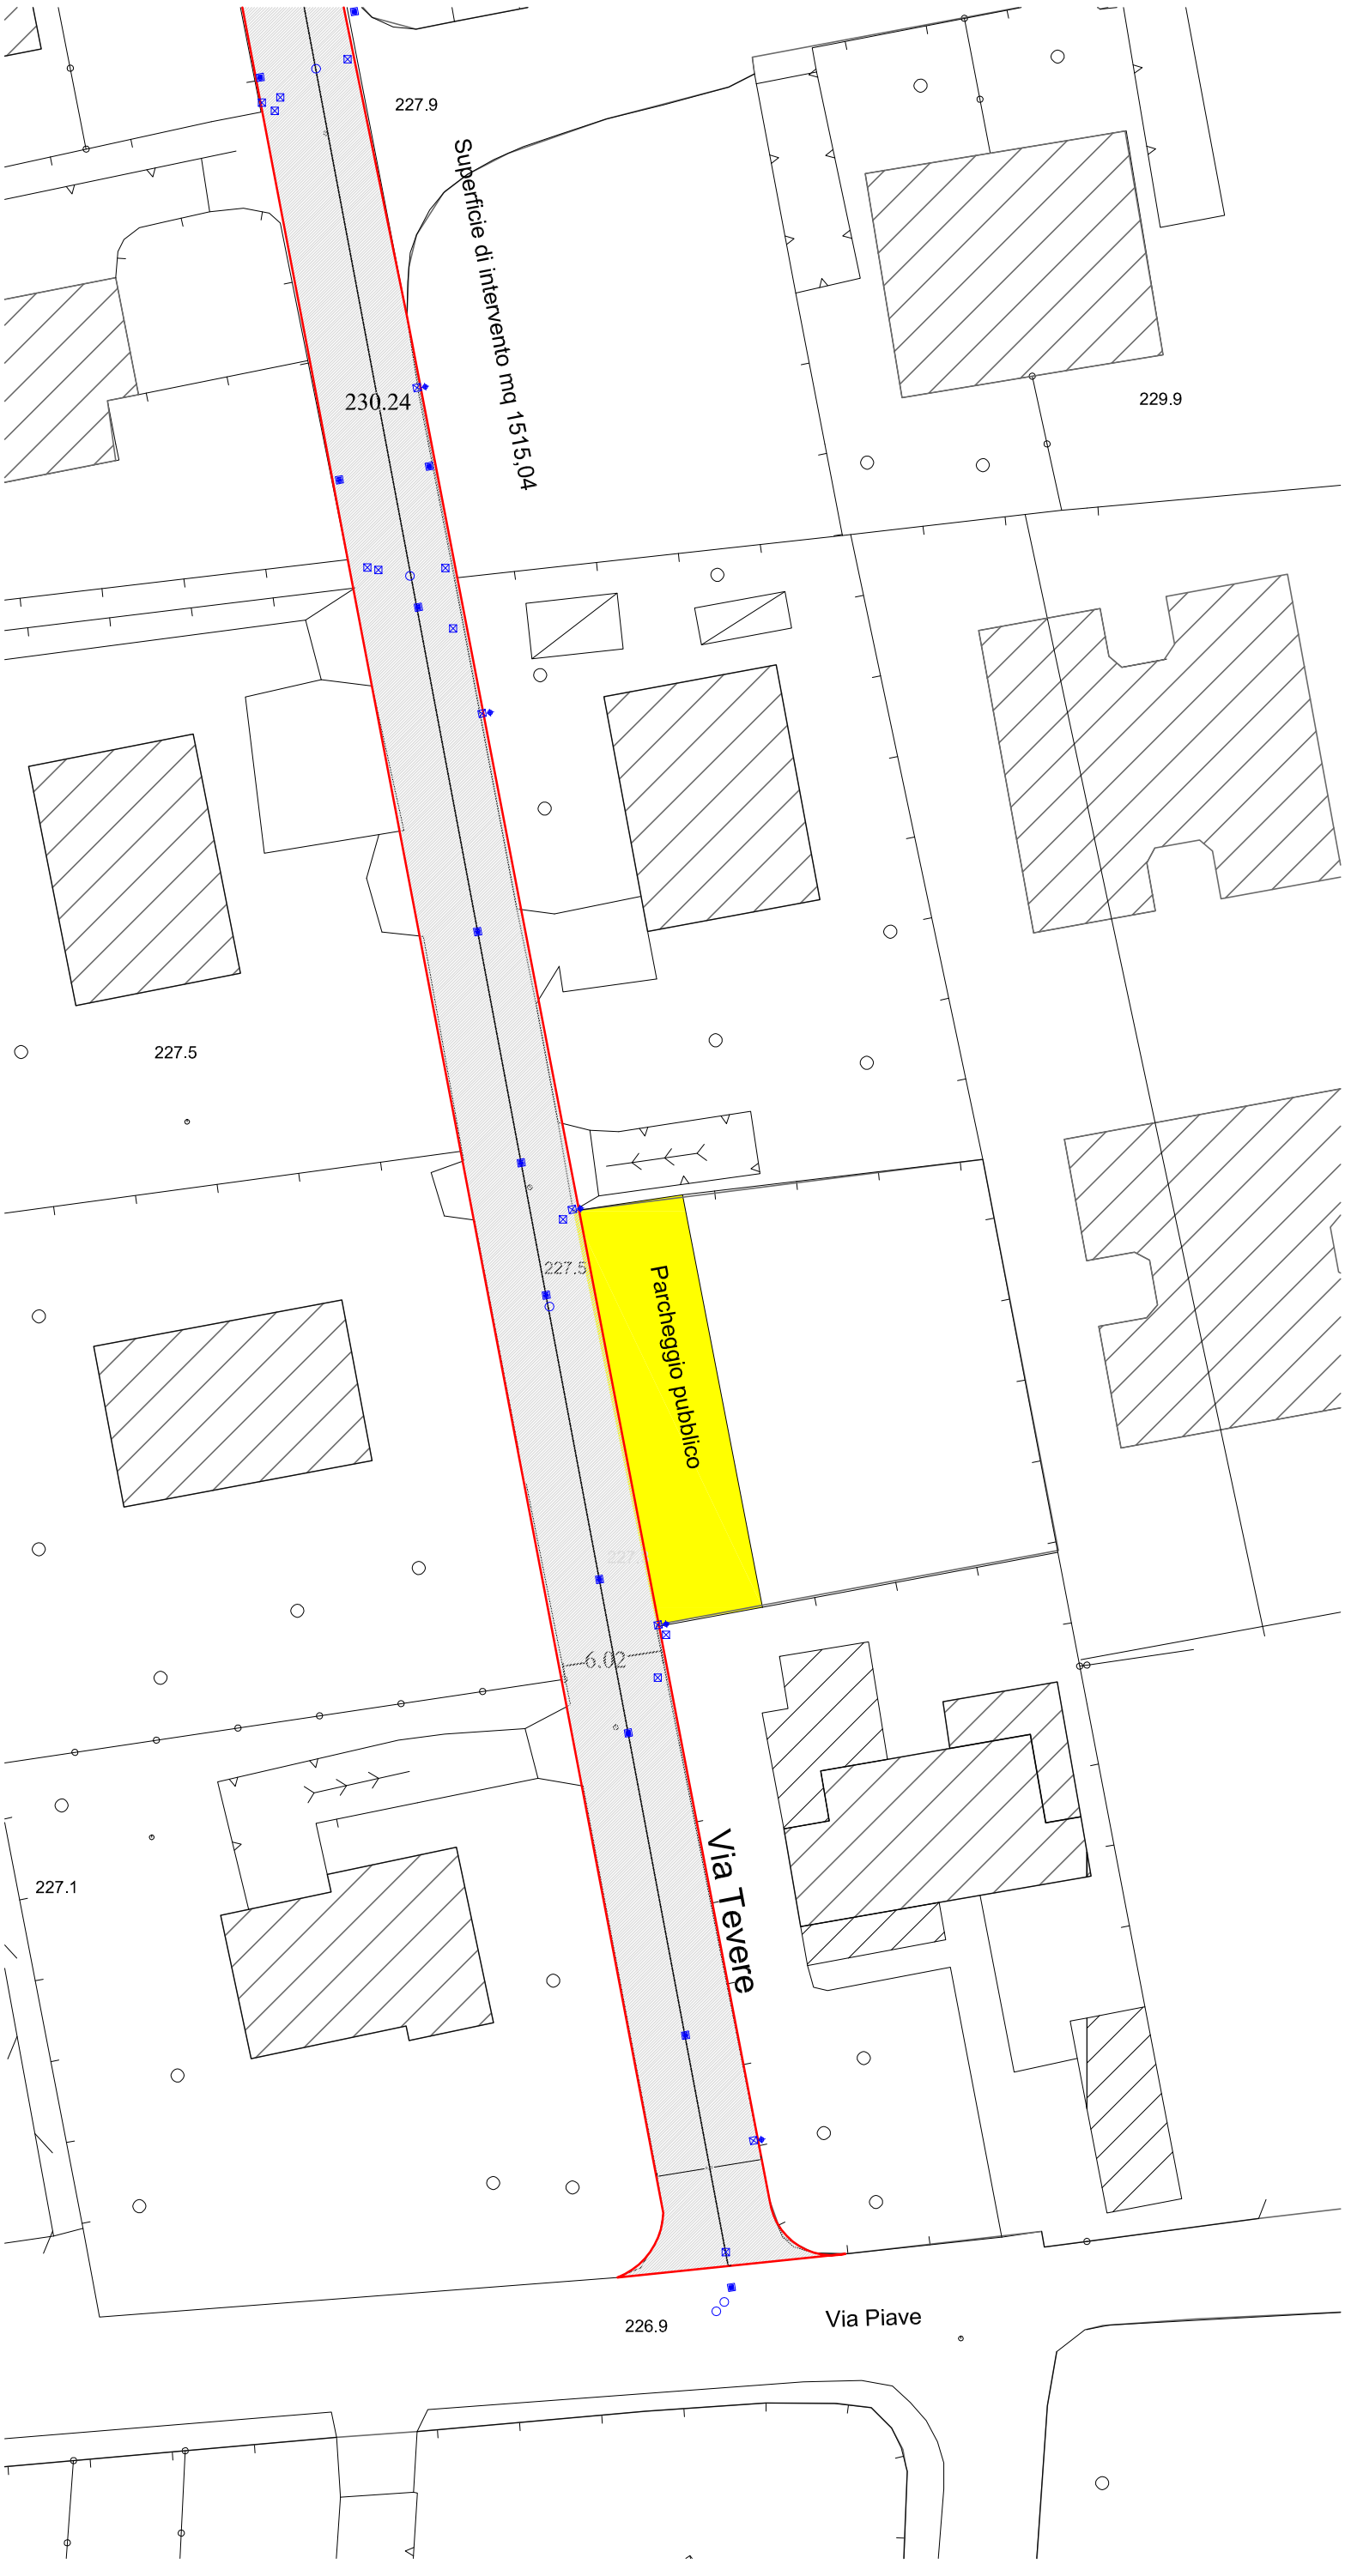 227.9
Superficie di intervento mq 1515,04
230.24
229.9
227.5
227.5
Parcheggio pubblico
6.02
Via Tevere
227.1
226.9
Via Piave